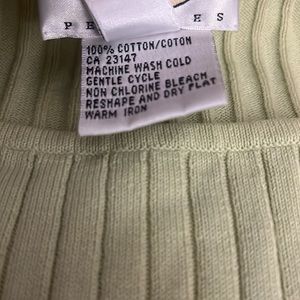 P E E S
100% COTTON/COTON
CA 23147
MACHINE WASH COLD
GENTLE CYCLE
NON CHLORINE BLEACH
RESHAPE AND DRY FLAT
WARM IRON